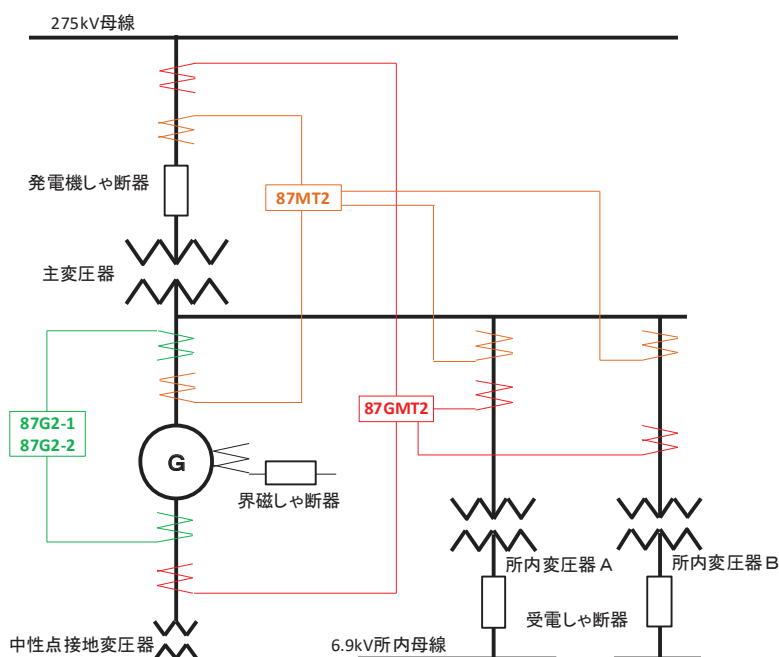 275kV母線
発電機しゃ断器
87MT2
主変圧器
87GMT2
87G2-1
87G2-2
G
界磁しゃ断器
所内変圧器A
所内変圧器B
受電しゃ断器
中性点接地変圧器
6.9kV所内母線